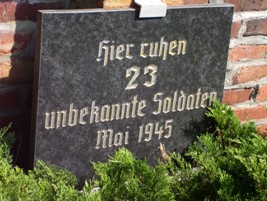 Hier ruhen
23
unbekannte Soldaten
Mai 1945